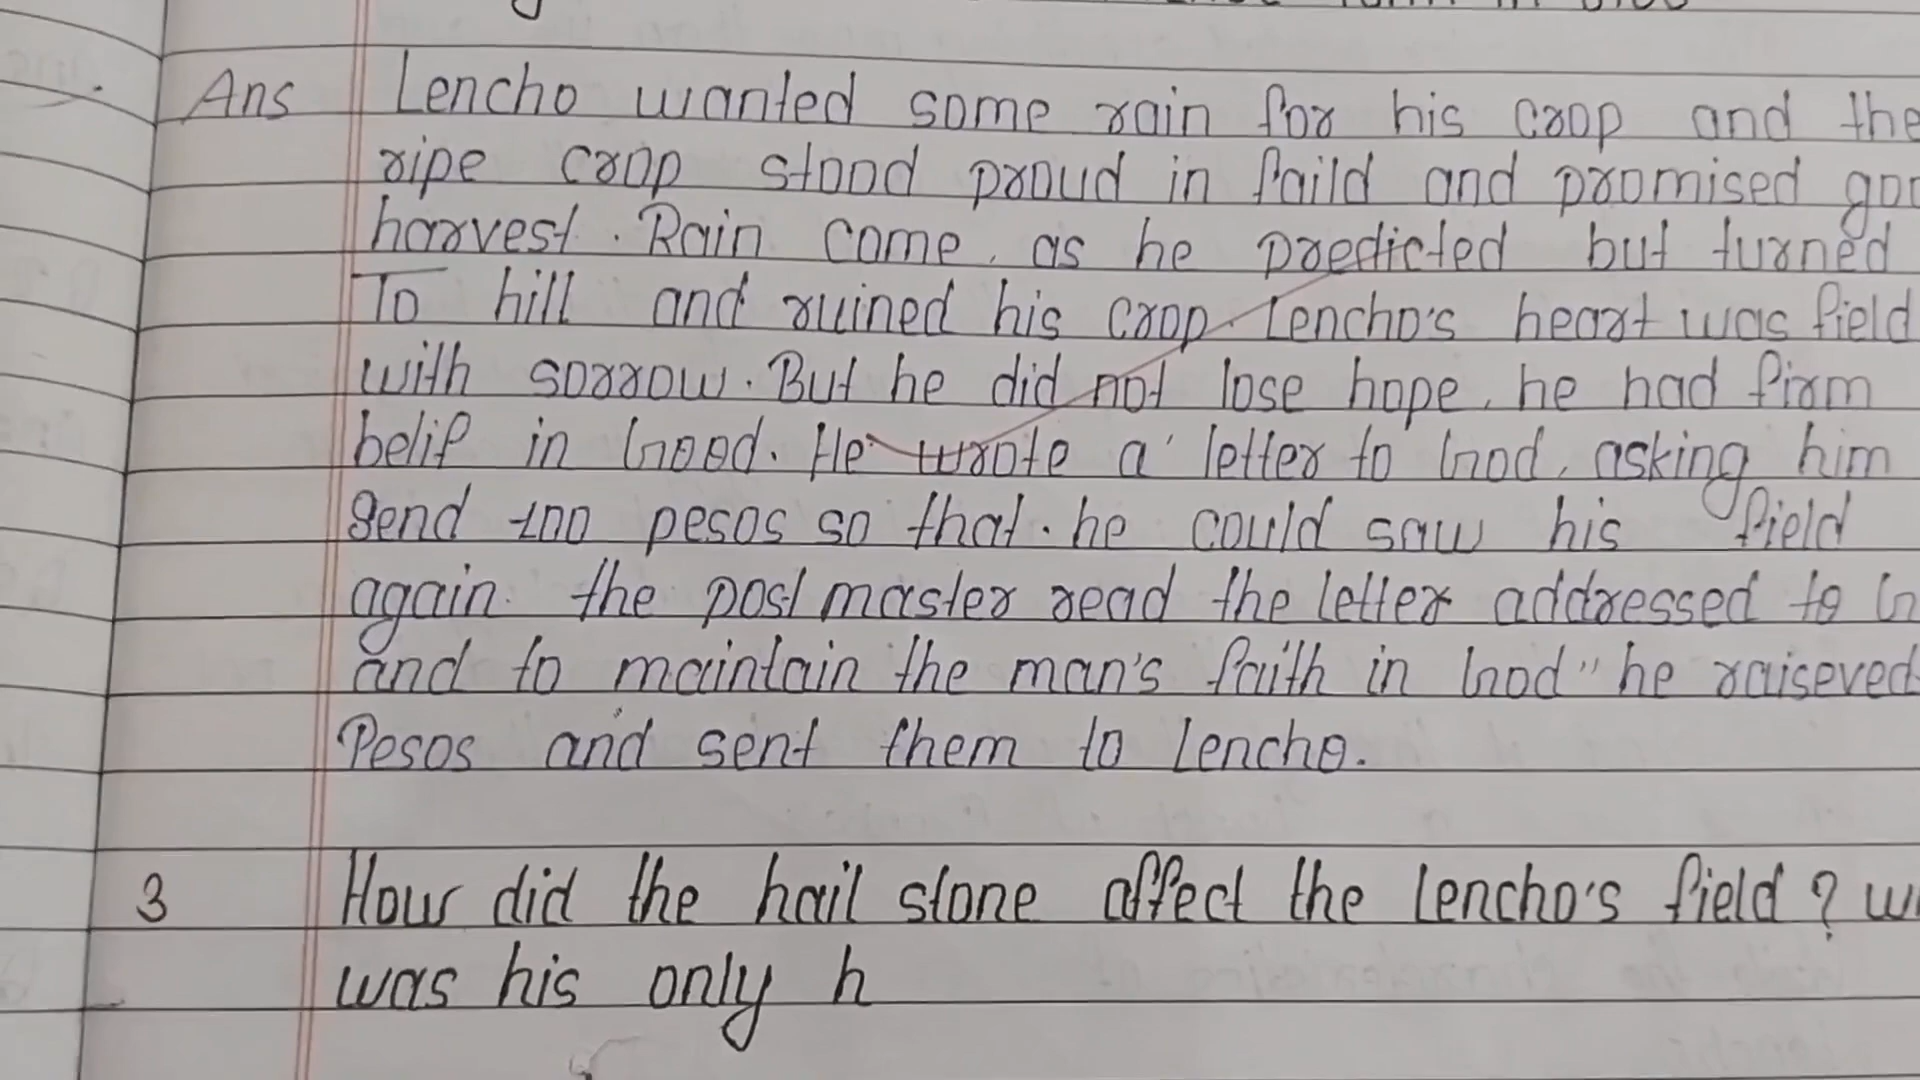 Ans Lencho wanted some rain for his crop and the
ripe crop stood proud in faild and promised goo
harvest. Rain come, as he predicted but turned
To hill and ruined his crop. Lencho's heart was field
with sorrow. But he did not lose hope, he had firm
belif in Good. He wrote a letter to God, asking him
Send 100 pesos so that he could saw his field
again. the post master read the letter addressed to G
and to maintain the man's faith in God" he raiseved
Pesos and sent them to Lencho.
3 How did the hail stone affect the Lencho's field? w
was his only h